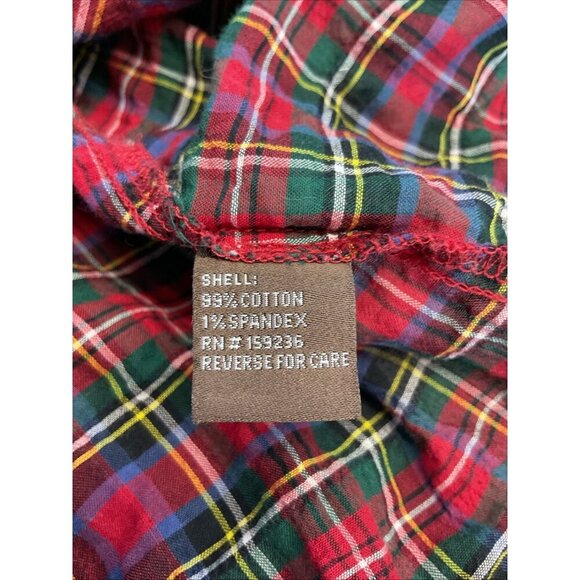 SHELL:
99% COTTON
1% SPANDEX
RN# 159236
REVERSE FOR CARE